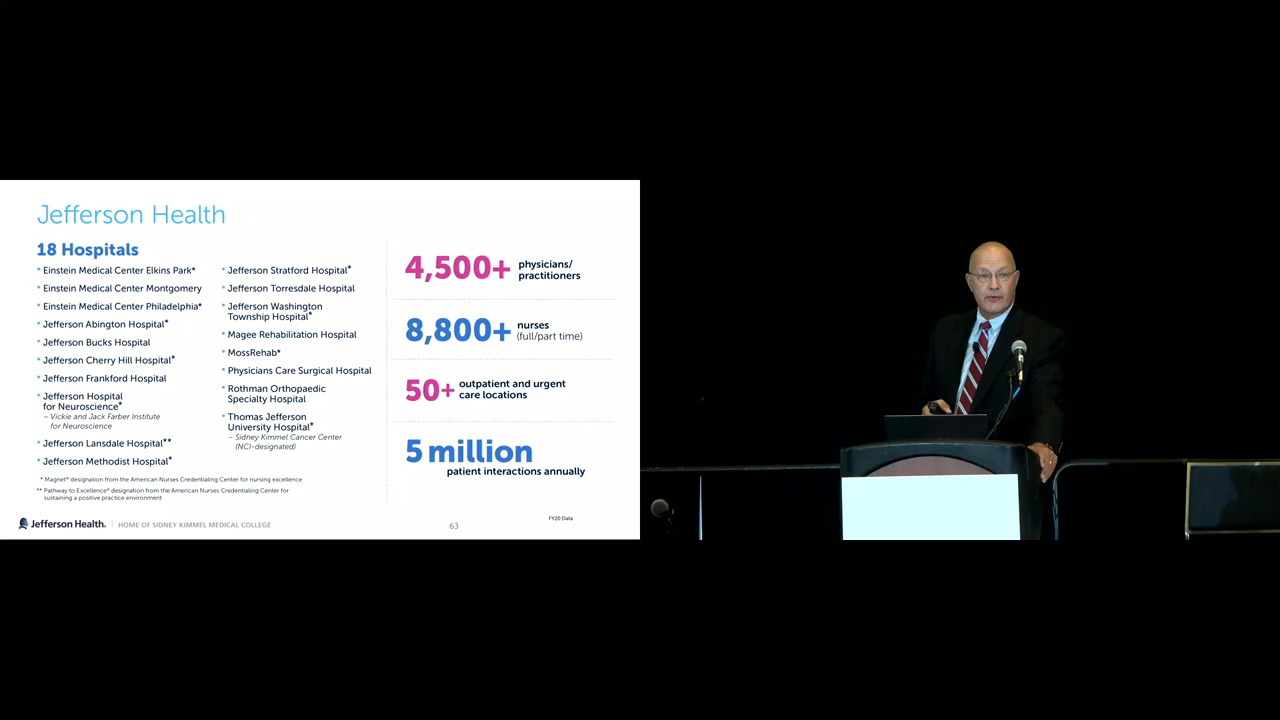 Jefferson Health
18 Hospitals
• Einstein Medical Center Elkins Park*
• Einstein Medical Center Montgomery
• Einstein Medical Center Philadelphia*
• Jefferson Abington Hospital*
• Jefferson Bucks Hospital
• Jefferson Cherry Hill Hospital*
• Jefferson Frankford Hospital
• Jefferson Hospital
for Neuroscience*
– Vickie and Jack Farber Institute
for Neuroscience
• Jefferson Lansdale Hospital**
• Jefferson Methodist Hospital*
• Jefferson Stratford Hospital*
• Jefferson Torresdale Hospital
• Jefferson Washington
Township Hospital*
• Magee Rehabilitation Hospital
• MossRehab*
• Physicians Care Surgical Hospital
• Rothman Orthopaedic
Specialty Hospital
• Thomas Jefferson
University Hospital*
– Sidney Kimmel Cancer Center
(NCI-designated)
* Magnet® designation from the American Nurses Credentialing Center for nursing excellence
** Pathway to Excellence® designation from the American Nurses Credentialing Center for
sustaining a positive practice environment
4,500+ physicians/
practitioners
8,800+ nurses
(full/part time)
50+ outpatient and urgent
care locations
5 million
patient interactions annually
FY20 Data
Jefferson Health. | HOME OF SIDNEY KIMMEL MEDICAL COLLEGE
63